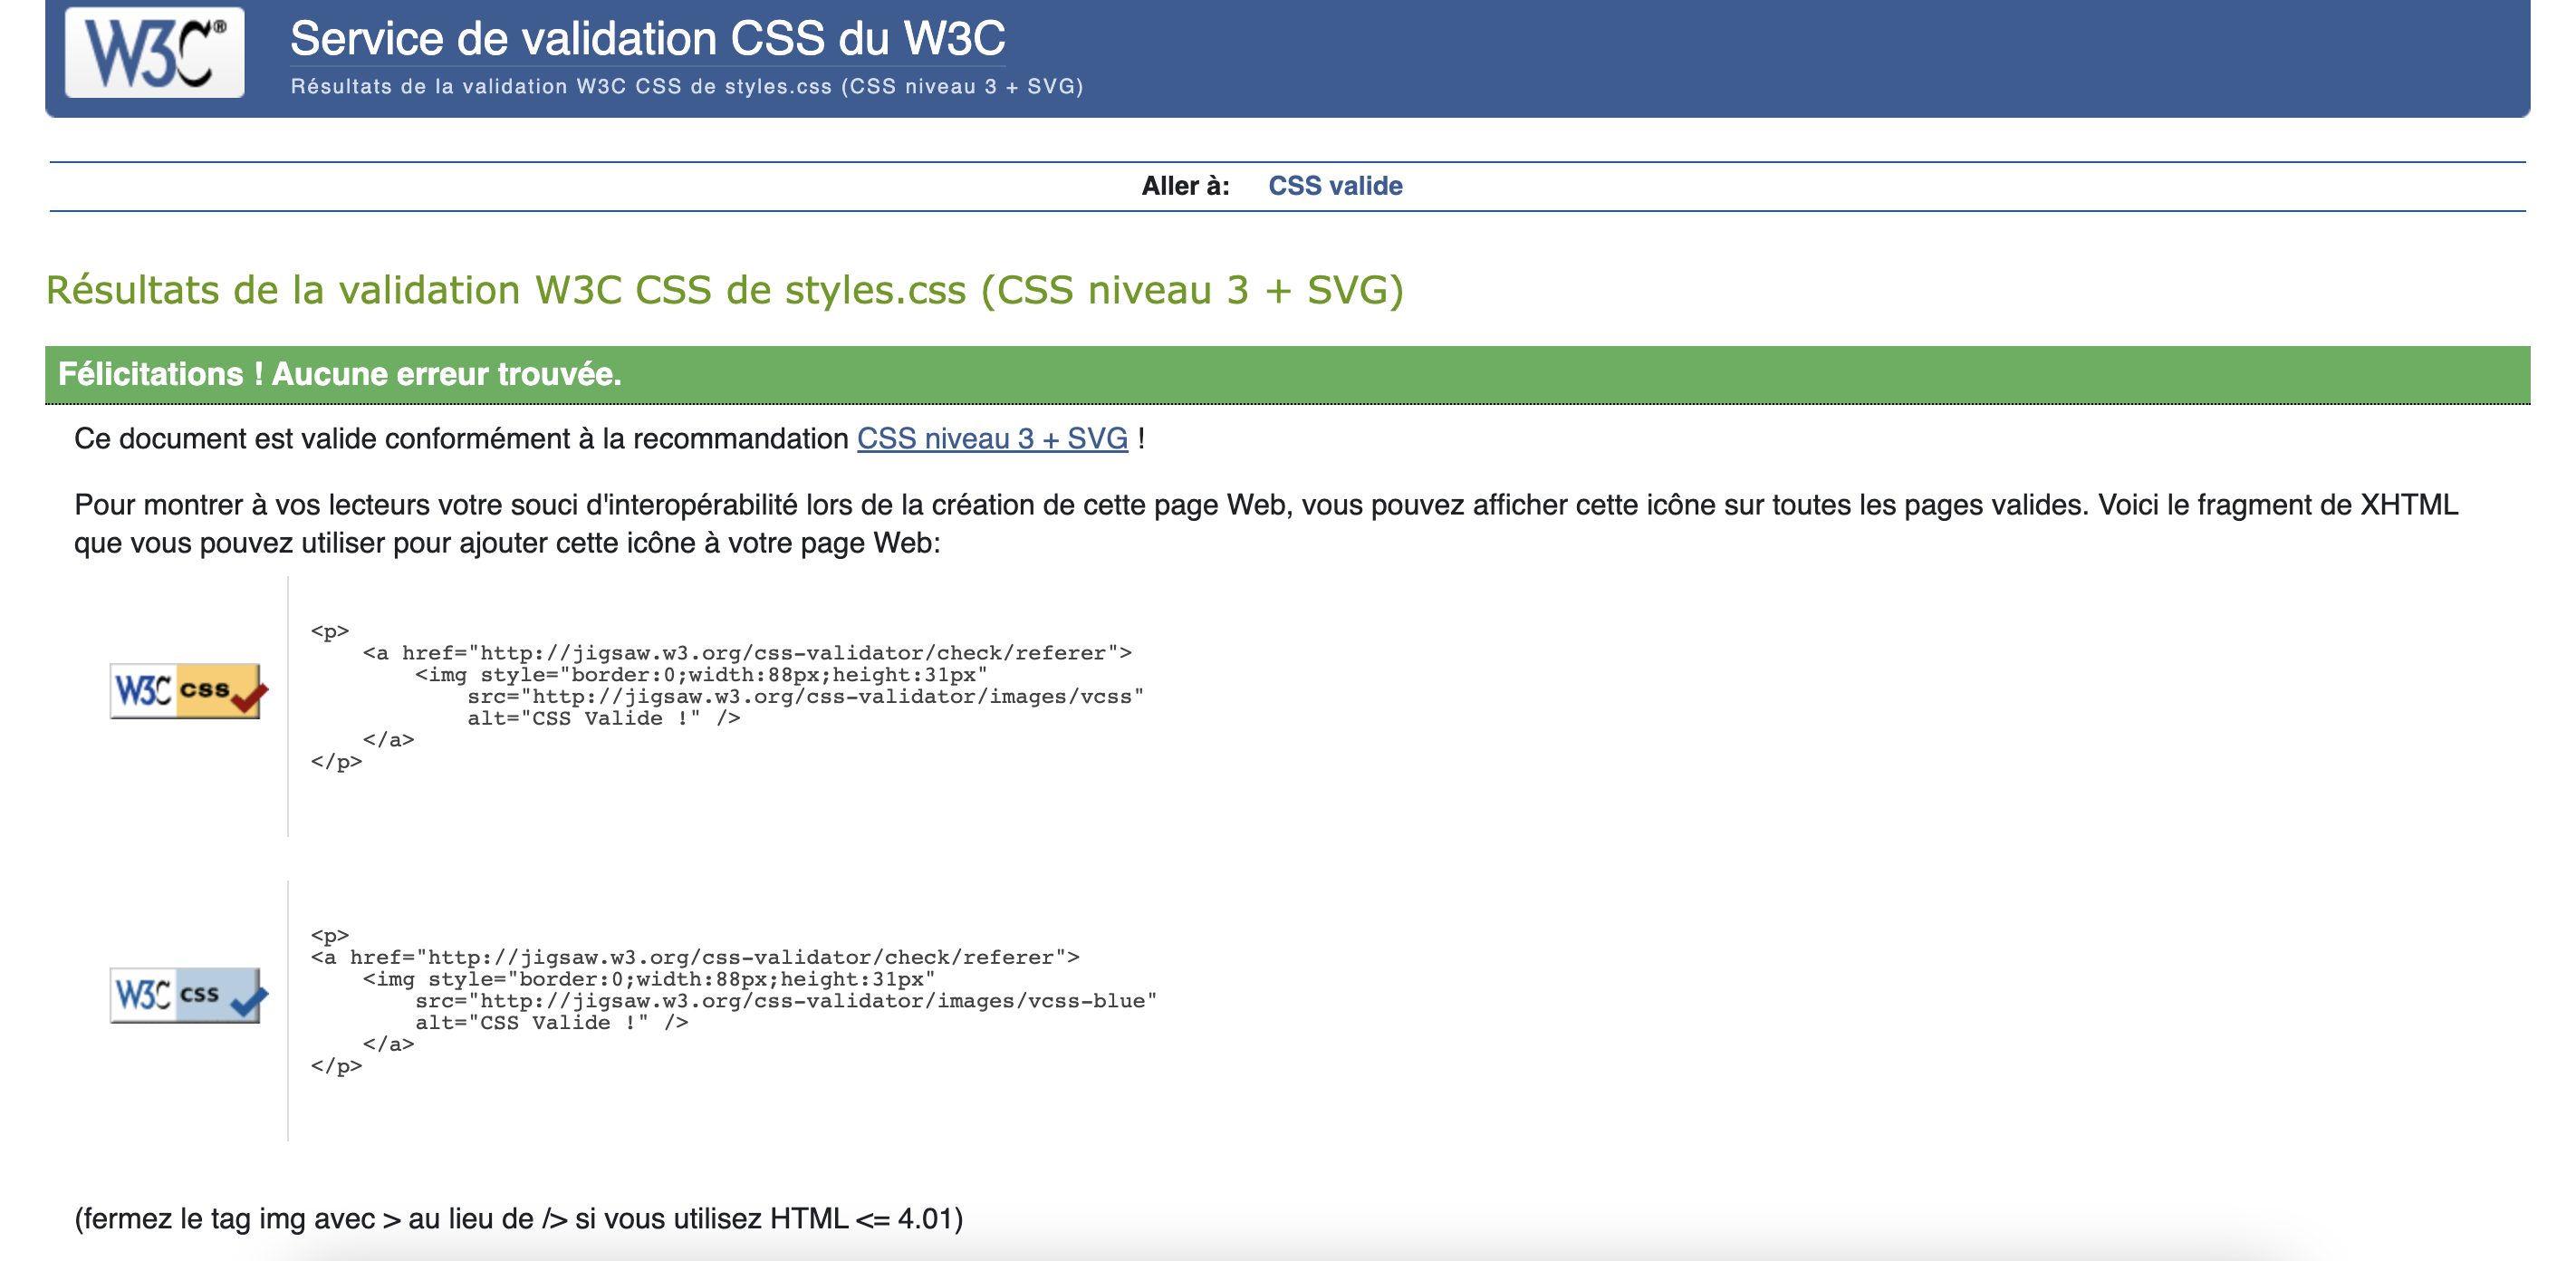 W3C®
Service de validation CSS du W3C
Résultats de la validation W3C CSS de styles.css (CSS niveau 3 + SVG)
Aller à: CSS valide
Résultats de la validation W3C CSS de styles.css (CSS niveau 3 + SVG)
Félicitations ! Aucune erreur trouvée.
Ce document est valide conformément à la recommandation CSS niveau 3 + SVG !
Pour montrer à vos lecteurs votre souci d'interopérabilité lors de la création de cette page Web, vous pouvez afficher cette icône sur toutes les pages valides. Voici le fragment de XHTML
que vous pouvez utiliser pour ajouter cette icône à votre page Web:
W3C css
<p>
    <a href="http://jigsaw.w3.org/css-validator/check/referer">
        <img style="border:0;width:88px;height:31px"
            src="http://jigsaw.w3.org/css-validator/images/vcss"
            alt="CSS Valide !" />
    </a>
</p>
W3C css
<p>
<a href="http://jigsaw.w3.org/css-validator/check/referer">
    <img style="border:0;width:88px;height:31px"
        src="http://jigsaw.w3.org/css-validator/images/vcss-blue"
        alt="CSS Valide !" />
    </a>
</p>
(fermez le tag img avec > au lieu de /> si vous utilisez HTML <= 4.01)